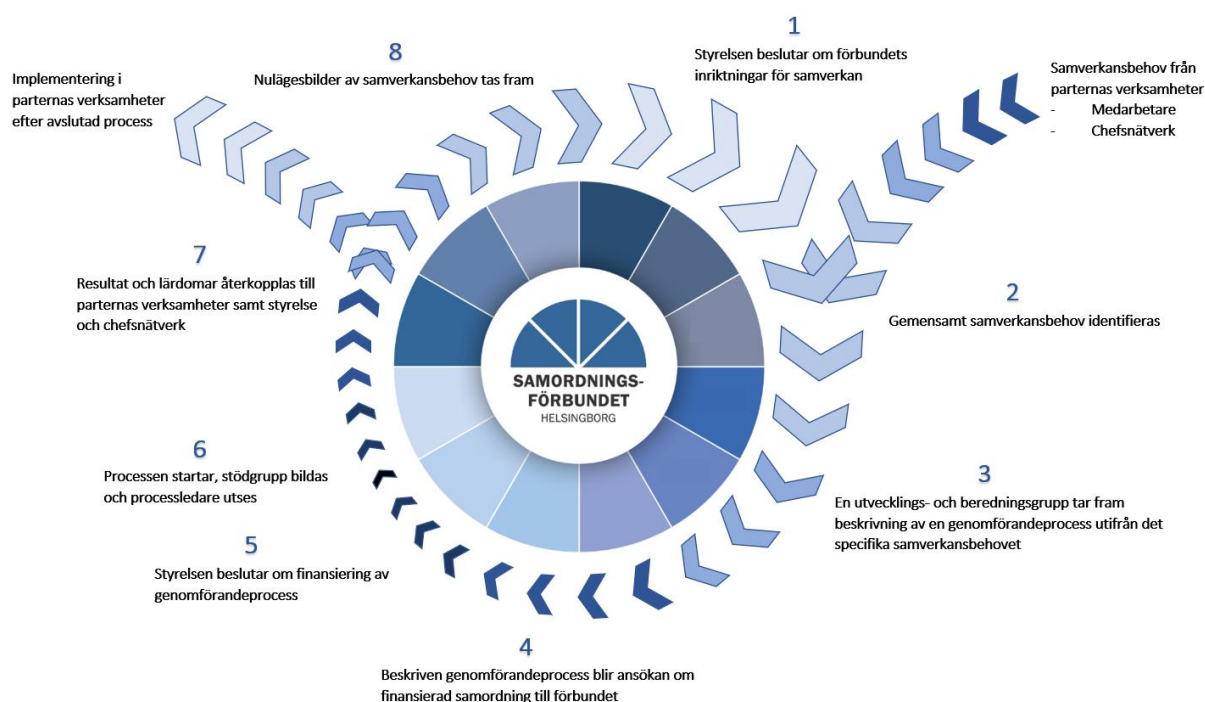 1
Styrelsen beslutar om förbundets
inriktningar för samverkan
Samverkansbehov från
parternas verksamheter
- Medarbetare
- Chefsnätverk
2
Gemensamt samverkansbehov identifieras
3
En utvecklings- och beredningsgrupp tar fram
beskrivning av en genomförandeprocess utifrån det
specifika samverkansbehovet
4
Beskriven genomförandeprocess blir ansökan om
finansierad samordning till förbundet
5
Styrelsen beslutar om finansiering av
genomförandeprocess
6
Processen startar, stödgrupp bildas
och processledare utses
7
Resultat och lärdomar återkopplas till
parternas verksamheter samt styrelse
och chefsnätverk
8
Nulägesbilder av samverkansbehov tas fram
Implementering i
parternas verksamheter
efter avslutad process
SAMORDNINGS-
FÖRBUNDET
HELSINGBORG